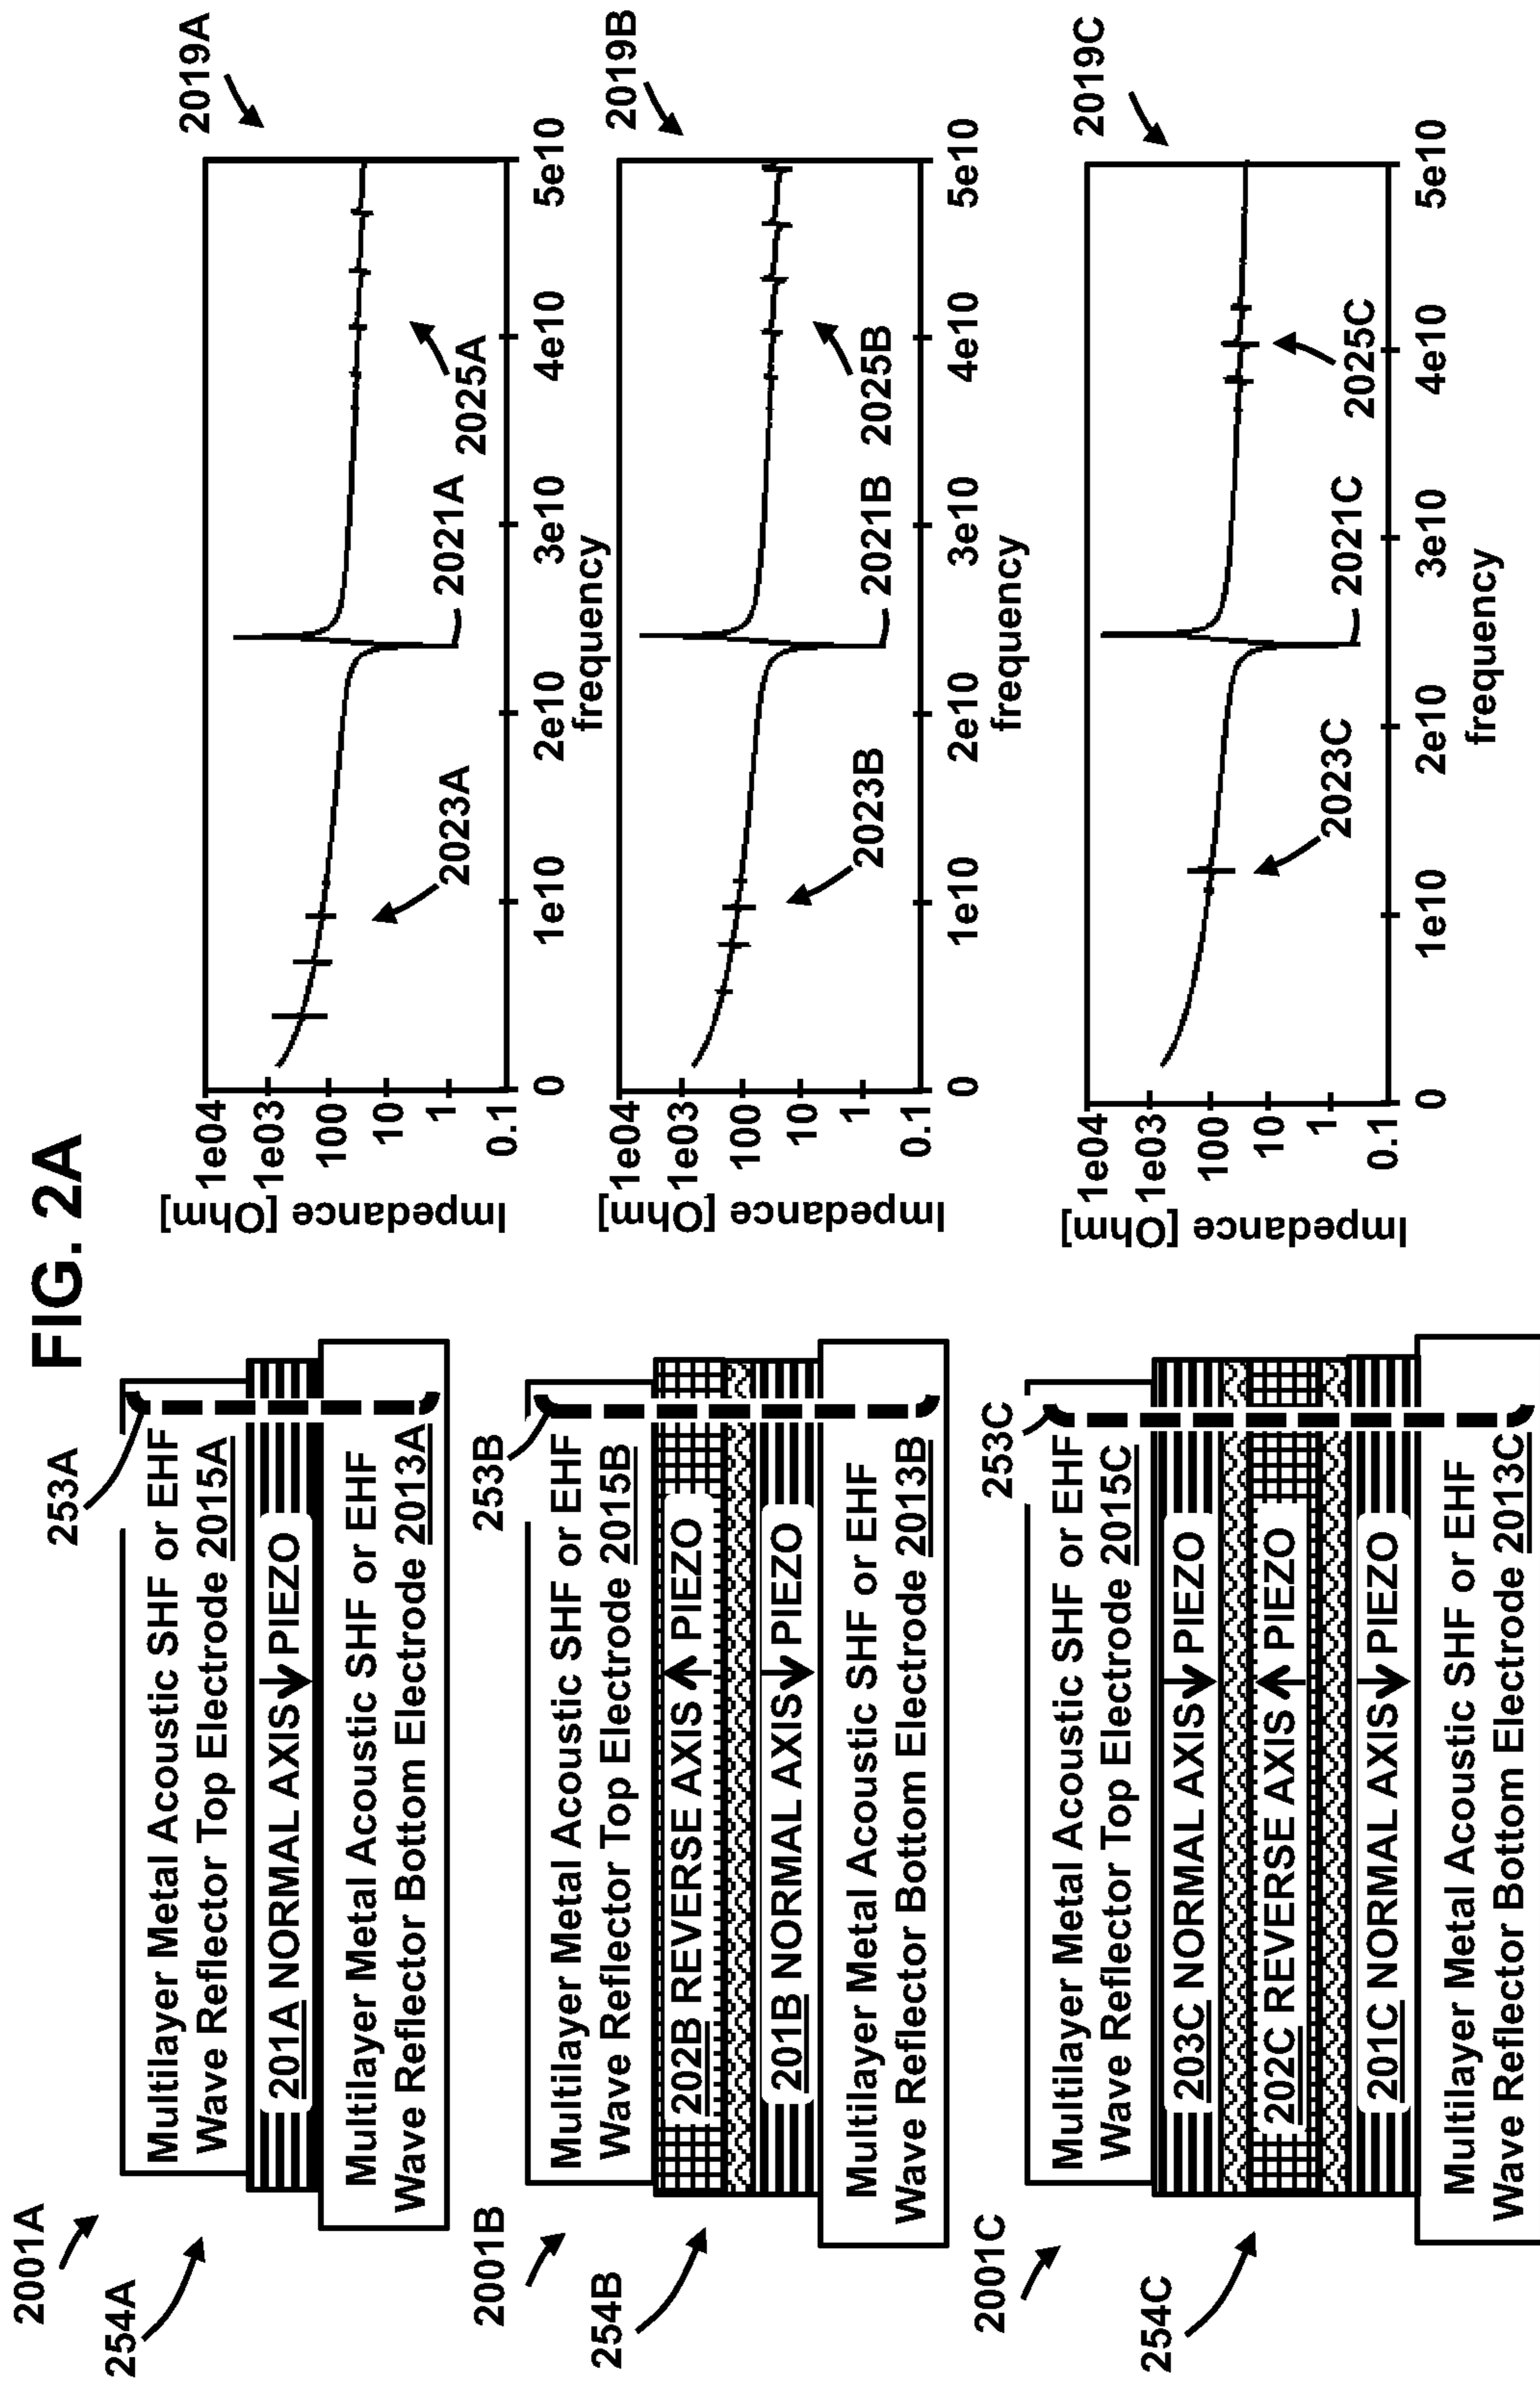 FIG. 2A
2001A
254A
253A
Multilayer Metal Acoustic SHF or EHF
Wave Reflector Top Electrode 2015A
201A NORMAL AXIS PIEZO
Multilayer Metal Acoustic SHF or EHF
Wave Reflector Bottom Electrode 2013A
Impedance [Ohm]
1e04
1e03
100
10
1
0.1
0
1e10
2e10
3e10
4e10
5e10
frequency
2019A
2023A
2021A
2025A
2001B
254B
253B
Multilayer Metal Acoustic SHF or EHF
Wave Reflector Top Electrode 2015B
202B REVERSE AXIS PIEZO
201B NORMAL AXIS PIEZO
Multilayer Metal Acoustic SHF or EHF
Wave Reflector Bottom Electrode 2013B
Impedance [Ohm]
1e04
1e03
100
10
1
0.1
0
1e10
2e10
3e10
4e10
5e10
frequency
2019B
2023B
2021B
2025B
2001C
254C
253C
Multilayer Metal Acoustic SHF or EHF
Wave Reflector Top Electrode 2015C
203C NORMAL AXIS PIEZO
202C REVERSE AXIS PIEZO
201C NORMAL AXIS PIEZO
Multilayer Metal Acoustic SHF or EHF
Wave Reflector Bottom Electrode 2013C
Impedance [Ohm]
1e04
1e03
100
10
1
0.1
0
1e10
2e10
3e10
4e10
5e10
frequency
2019C
2023C
2021C
2025C